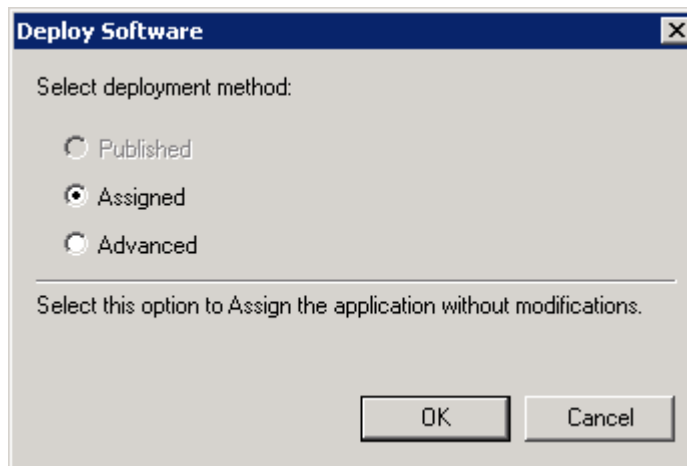 Deploy Software
Select deployment method:
Published
Assigned
Advanced
Select this option to Assign the application without modifications.
OK
Cancel